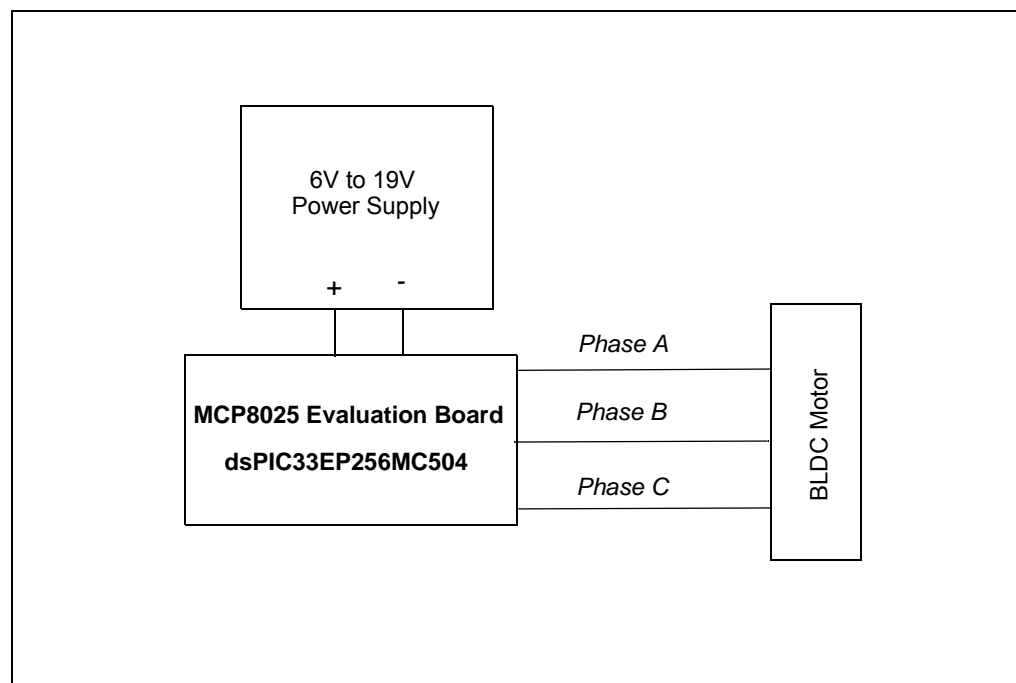 6V to 19V
Power Supply
+ -
MCP8025 Evaluation Board
dsPIC33EP256MC504
Phase A
Phase B
Phase C
BLDC Motor